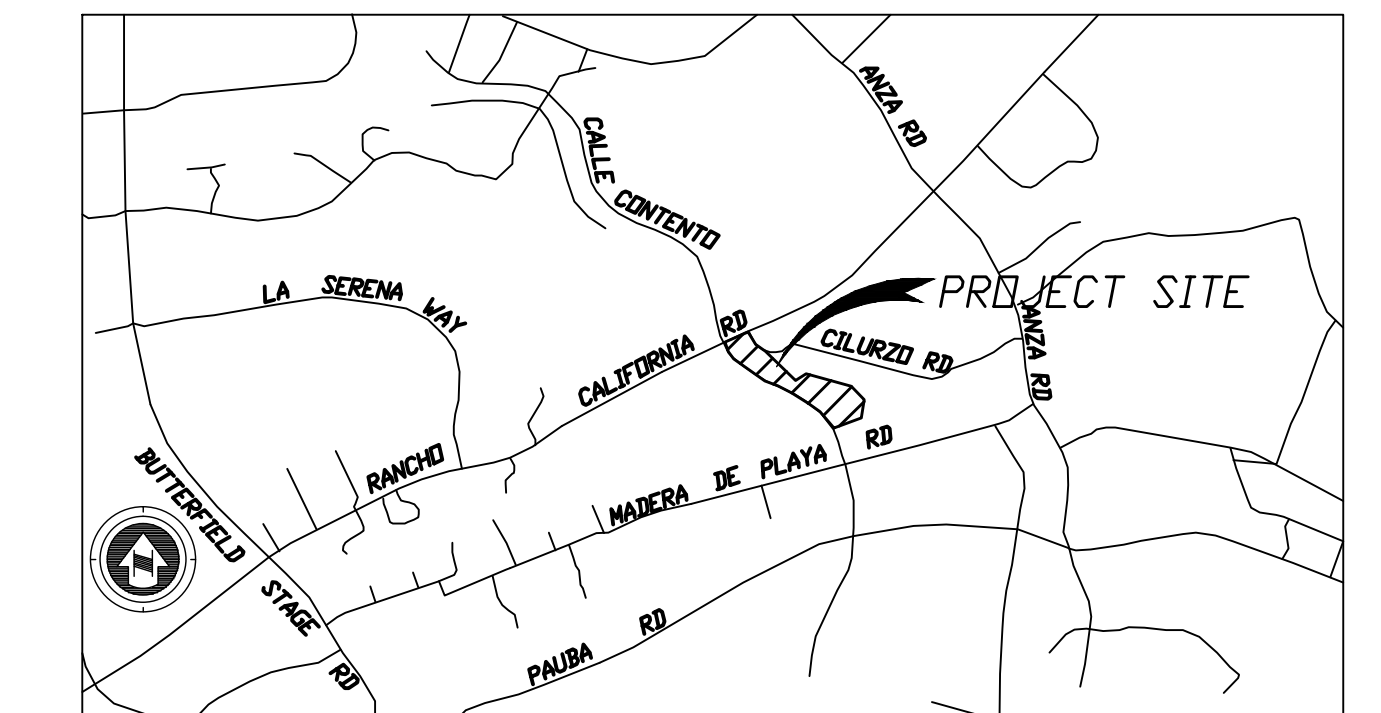 ANZA RD
CALLE CONTENTO
PROJECT SITE
LA SERENA WAY
ANZA RD
RANCHO CALIFORNIA RD
CILURZO RD
MADERA DE PLAYA RD
BUTTERFIELD STAGE RD
PAUBA RD